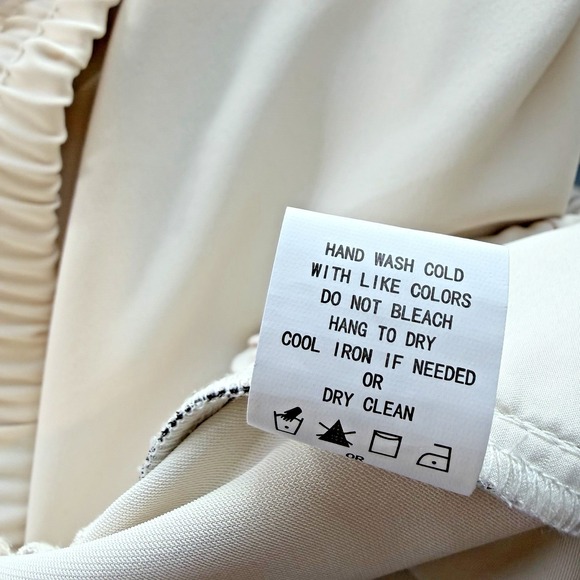 HAND WASH COLD
WITH LIKE COLORS
DO NOT BLEACH
HANG TO DRY
COOL IRON IF NEEDED
OR
DRY CLEAN
OR